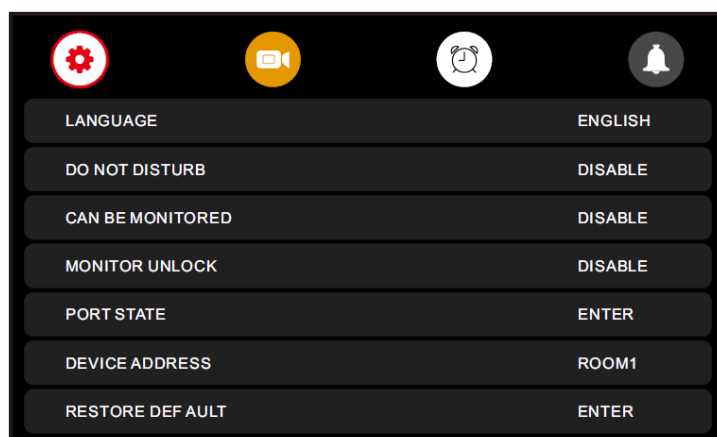 LANGUAGE ENGLISH
DO NOT DISTURB DISABLE
CAN BE MONITORED DISABLE
MONITOR UNLOCK DISABLE
PORT STATE ENTER
DEVICE ADDRESS ROOM1
RESTORE DEF AULT ENTER